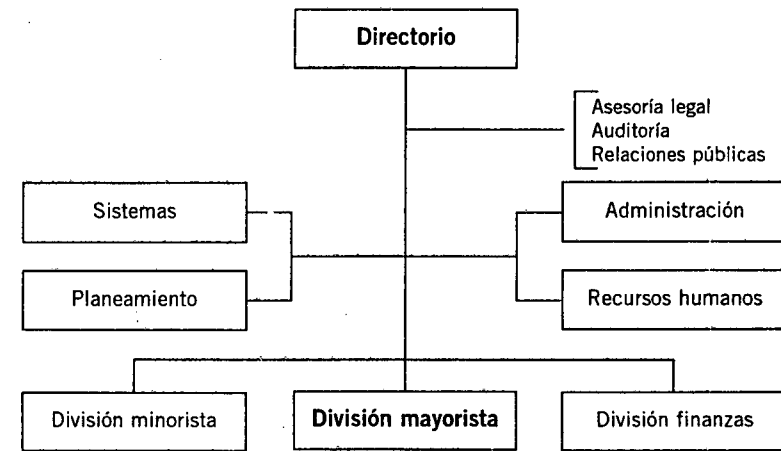 Directorio
Asesoría legal
Auditoría
Relaciones públicas
Sistemas
Administración
Planeamiento
Recursos humanos
División minorista
División mayorista
División finanzas